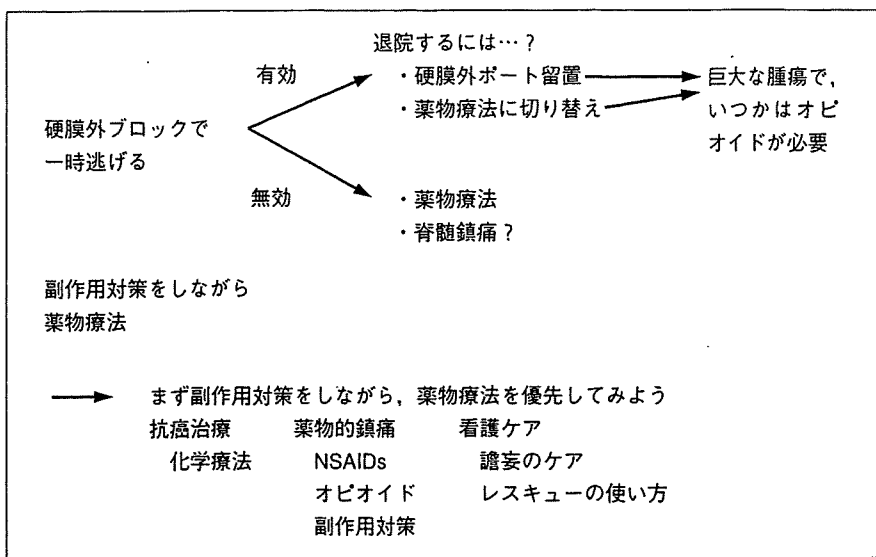 退院するには…？
有効
・硬膜外ポート留置
・薬物療法に切り替え
巨大な腫瘍で，
いつかはオピ
オイドが必要
硬膜外ブロックで
一時逃げる
無効
・薬物療法
・脊髄鎮痛？
副作用対策をしながら
薬物療法
まず副作用対策をしながら，薬物療法を優先してみよう
抗癌治療　薬物的鎮痛　看護ケア
化学療法　NSAIDs　譫妄のケア
オピオイド　レスキューの使い方
副作用対策